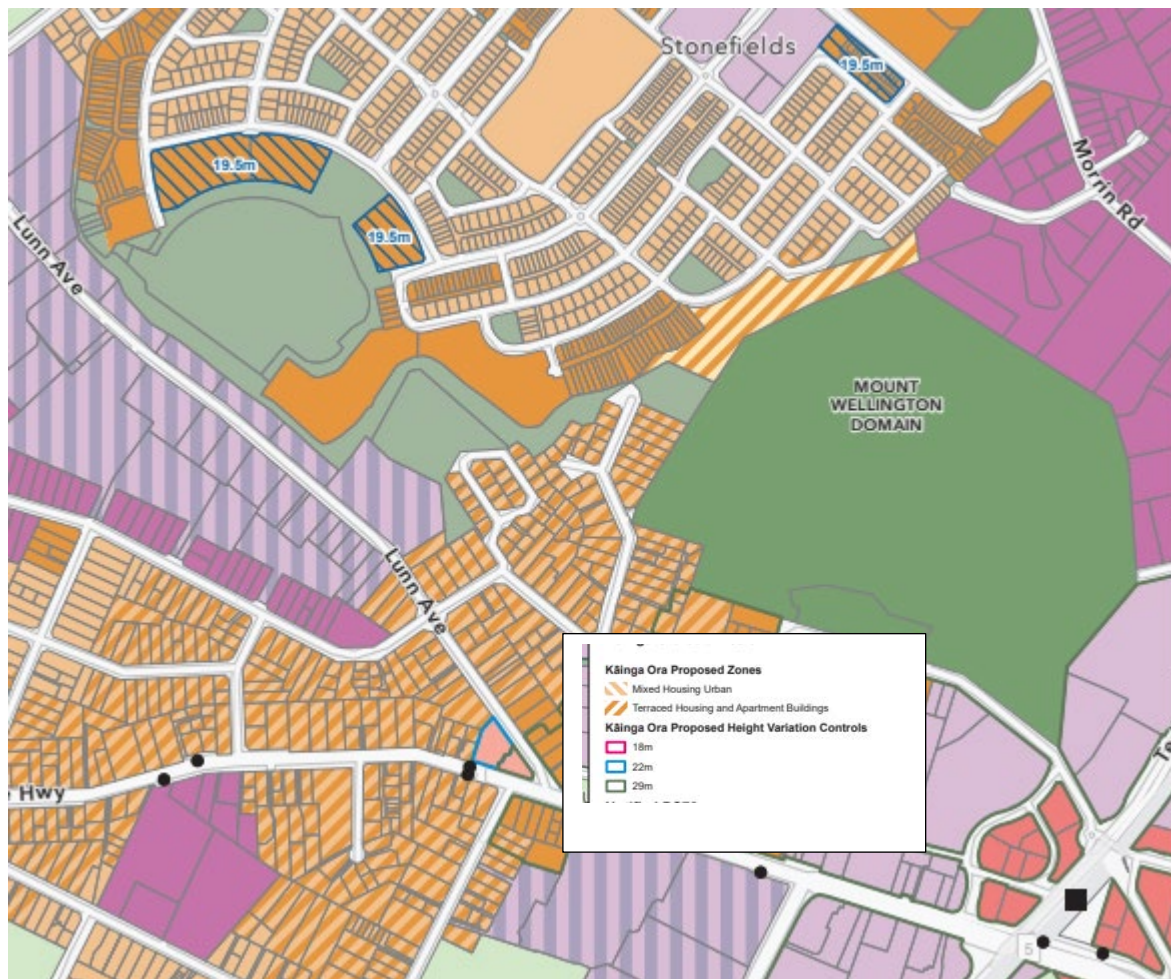 Stonefields
19.5m
19.5m
19.5m
Morrin Rd
Lunn Ave
MOUNT
WELLINGTON
DOMAIN
Lunn Ave
Kāinga Ora Proposed Zones
Mixed Housing Urban
Terraced Housing and Apartment Buildings
Kāinga Ora Proposed Height Variation Controls
18m
22m
29m
Hwy
5